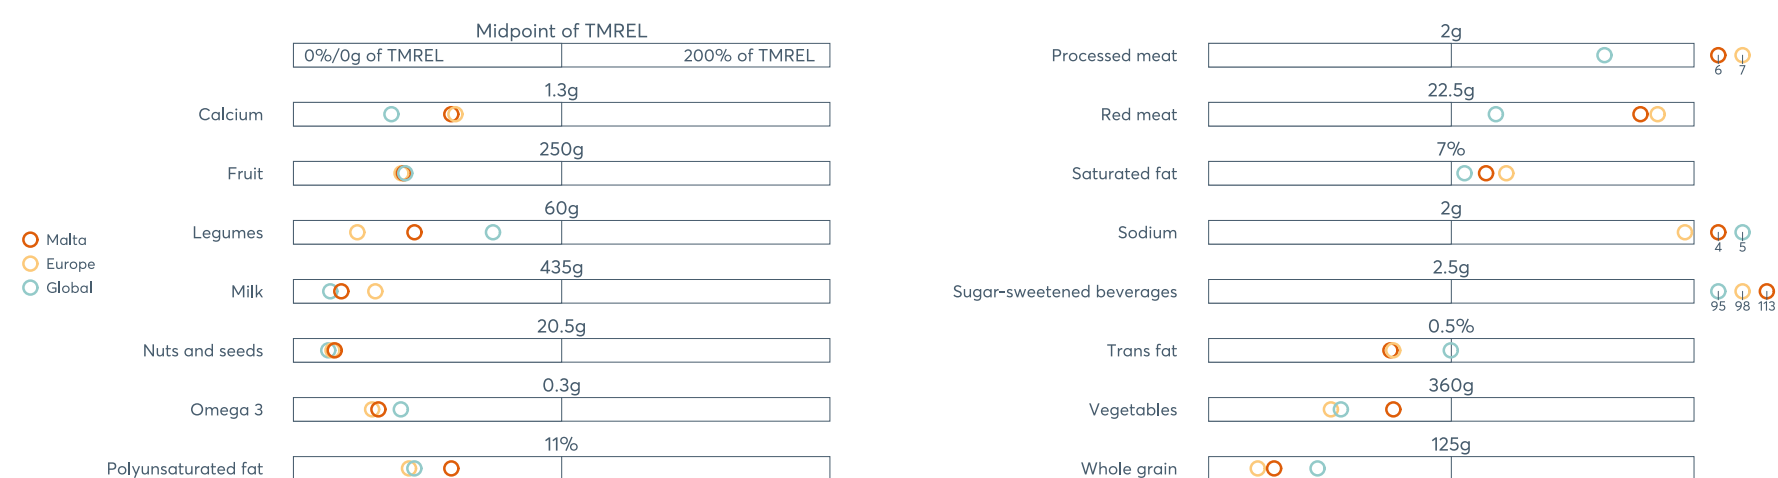 Midpoint of TMREL
0%/0g of TMREL 200% of TMREL
1.3g
Calcium
250g
Fruit
60g
Legumes
435g
Milk
20.5g
Nuts and seeds
0.3g
Omega 3
11%
Polyunsaturated fat
Malta
Europe
Global
2g
Processed meat
6 7
22.5g
Red meat
7%
Saturated fat
2g
Sodium
4 5
2.5g
Sugar-sweetened beverages
95 98 113
0.5%
Trans fat
360g
Vegetables
125g
Whole grain